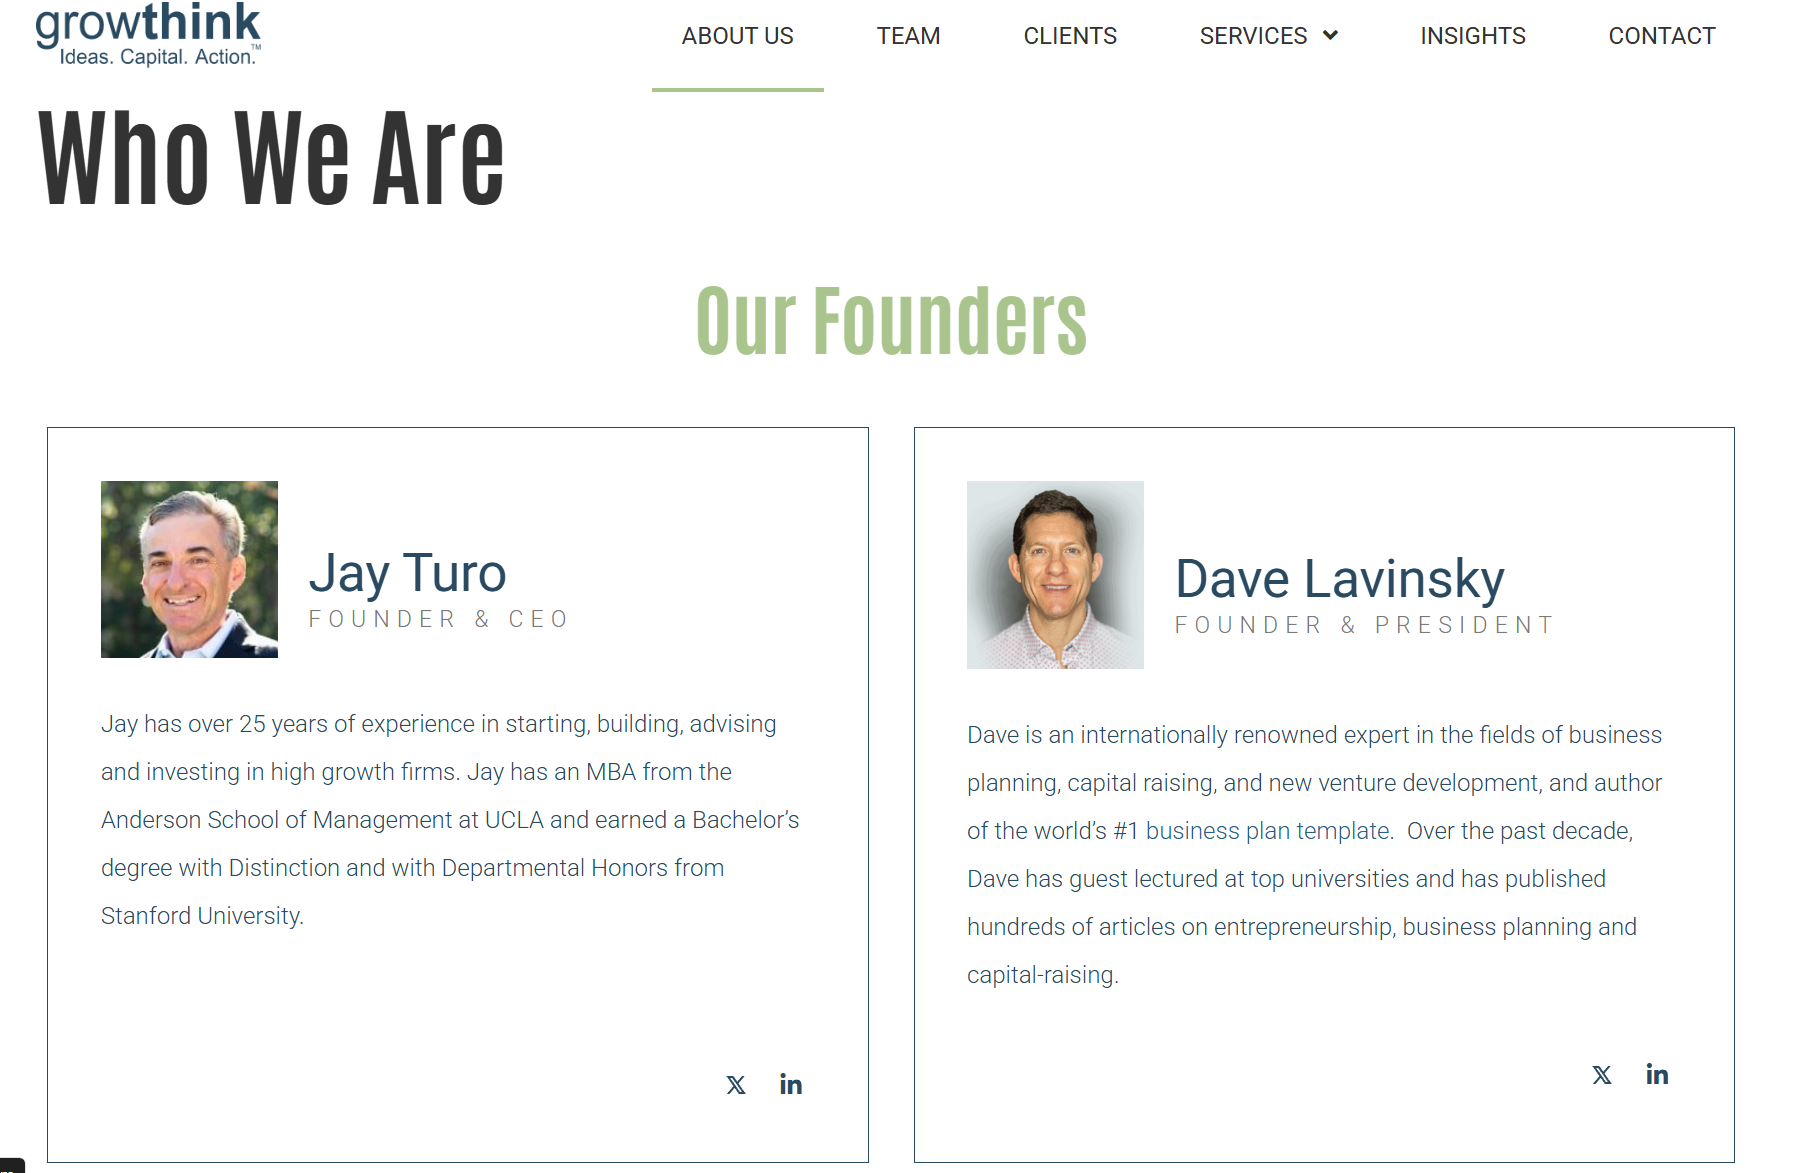 growthink
Ideas. Capital. Action.™
ABOUT US
TEAM
CLIENTS
SERVICES
INSIGHTS
CONTACT
Who We Are
Our Founders
Jay Turo
FOUNDER & CEO
Jay has over 25 years of experience in starting, building, advising
and investing in high growth firms. Jay has an MBA from the
Anderson School of Management at UCLA and earned a Bachelor’s
degree with Distinction and with Departmental Honors from
Stanford University.
Dave Lavinsky
FOUNDER & PRESIDENT
Dave is an internationally renowned expert in the fields of business
planning, capital raising, and new venture development, and author
of the world’s #1 business plan template.  Over the past decade,
Dave has guest lectured at top universities and has published
hundreds of articles on entrepreneurship, business planning and
capital-raising.